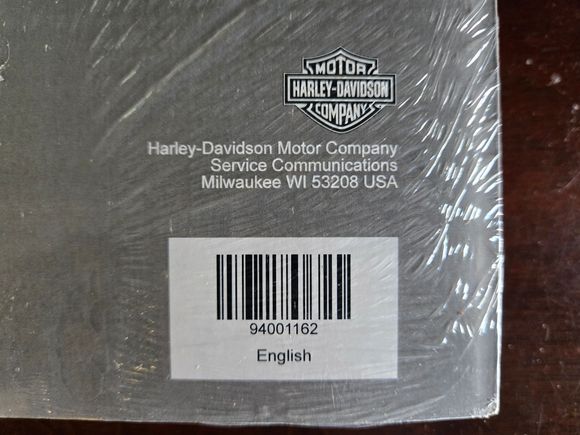 MOTOR
HARLEY-DAVIDSON
COMPANY
Harley-Davidson Motor Company
Service Communications
Milwaukee WI 53208 USA
94001162
English